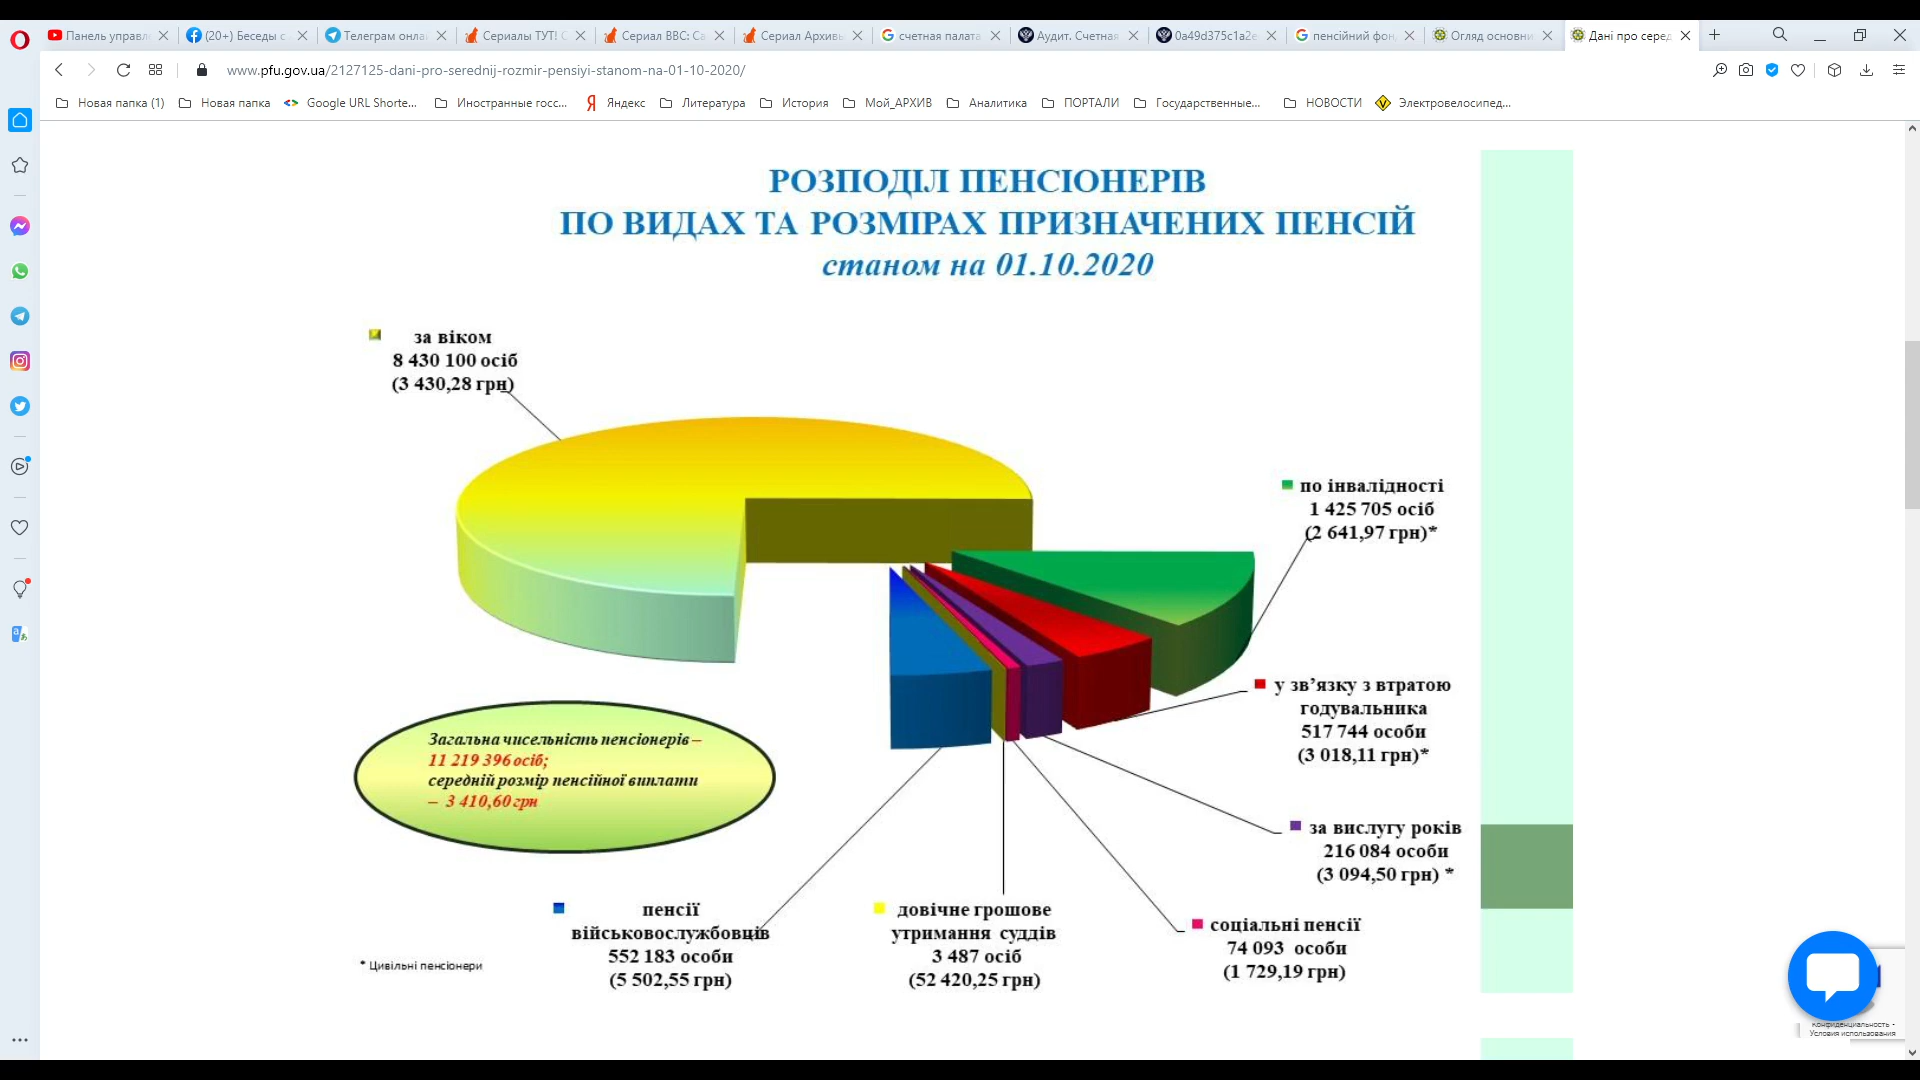 Панель управл
(20+) Беседы с
Телеграм онла
Сериалы ТУТ! С
Сериал ВВС: Са
Сериал Архивы
счетная палата
Аудит. Счетная
0a49d375c1a2e
пенсійний фон
Огляд основни
Дані про серед
www.pfu.gov.ua/2127125-dani-pro-serednij-rozmir-pensiyi-stanom-na-01-10-2020/
Новая папка (1)
Новая папка
Google URL Shorte...
Иностранные госс...
Яндекс
Литература
История
Мой_АРХИВ
Аналитика
ПОРТАЛИ
Государственные...
НОВОСТИ
Электровелосипед...
РОЗПОДІЛ ПЕНСІОНЕРІВ
ПО ВИДАХ ТА РОЗМІРАХ ПРИЗНАЧЕНИХ ПЕНСІЙ
станом на 01.10.2020
за віком
8 430 100 осіб
(3 430,28 грн)
по інвалідності
1 425 705 осіб
(2 641,97 грн)*
у зв’язку з втратою
годувальника
517 744 особи
(3 018,11 грн)*
Загальна чисельність пенсіонерів –
11 219 396 осіб;
середній розмір пенсійної виплати
– 3 410,60 грн
за вислугу років
216 084 особи
(3 094,50 грн) *
пенсії
військовослужбовців
552 183 особи
(5 502,55 грн)
довічне грошове
утримання суддів
3 487 осіб
(52 420,25 грн)
соціальні пенсії
74 093 особи
(1 729,19 грн)
* Цивільні пенсіонери
Конфиденциальность -
Условия использования